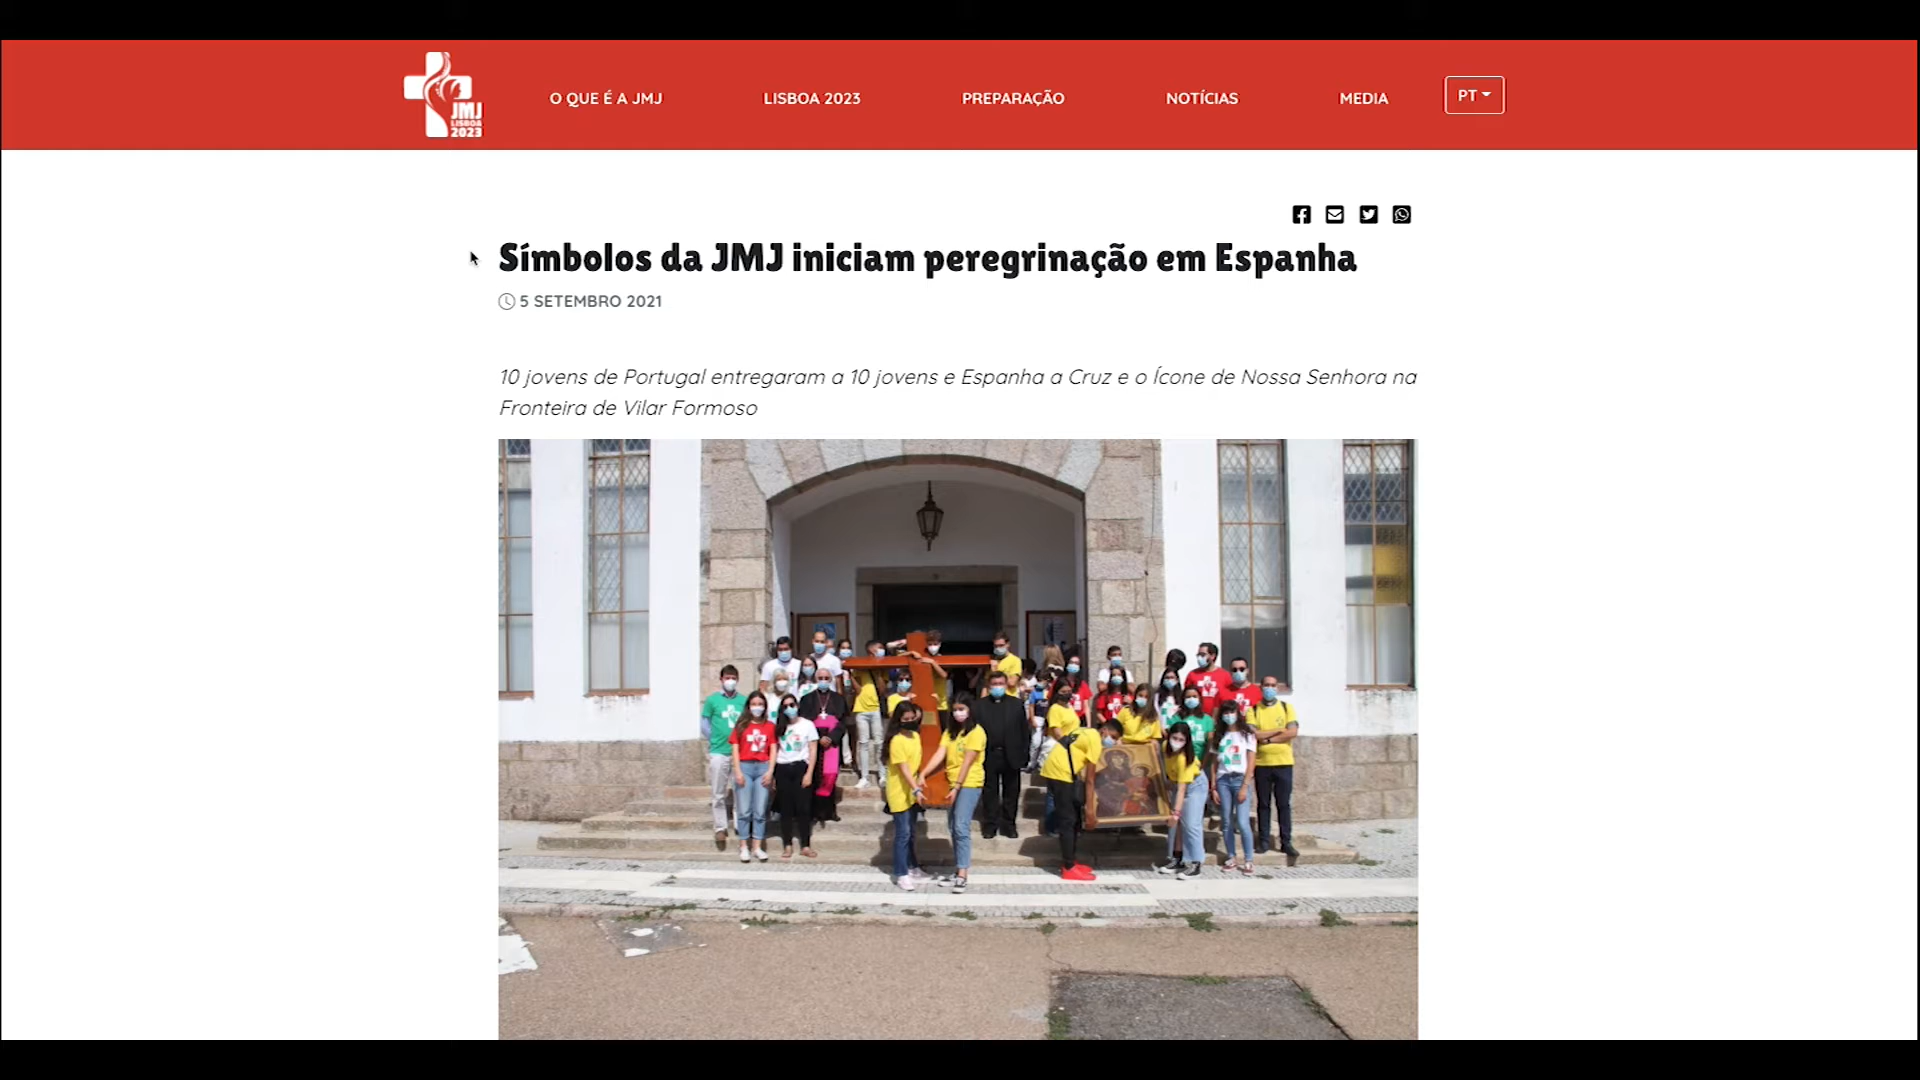 JMJ
LISBOA
2023
O QUE É A JMJ
LISBOA 2023
PREPARAÇÃO
NOTÍCIAS
MEDIA
PT
Símbolos da JMJ iniciam peregrinação em Espanha
5 SETEMBRO 2021
10 jovens de Portugal entregaram a 10 jovens e Espanha a Cruz e o Ícone de Nossa Senhora na
Fronteira de Vilar Formoso